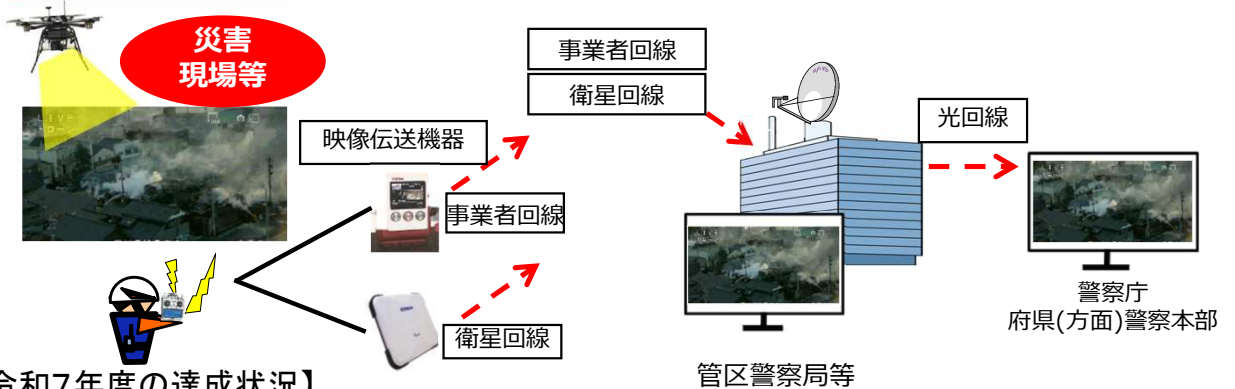 災害
現場等
映像伝送機器
事業者回線
衛星回線
事業者回線
衛星回線
光回線
管区警察局等
警察庁
府県(方面)警察本部
令和7年度の達成状況】